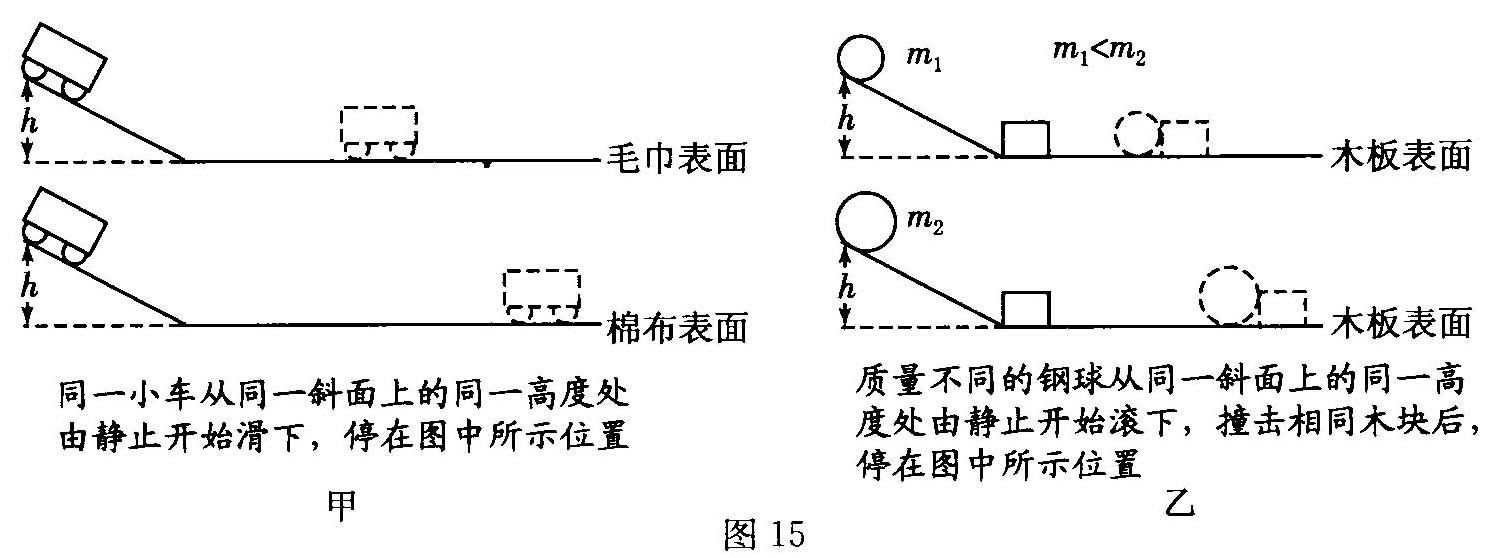 h
毛巾表面
h
棉布表面
同一小车从同一斜面上的同一高度处
由静止开始滑下，停在图中所示位置
甲
m₁
m₁<m₂
h
木板表面
m₂
h
木板表面
质量不同的钢球从同一斜面上的同一高
度处由静止开始滚下，撞击相同木块后，
停在图中所示位置
乙
图 15